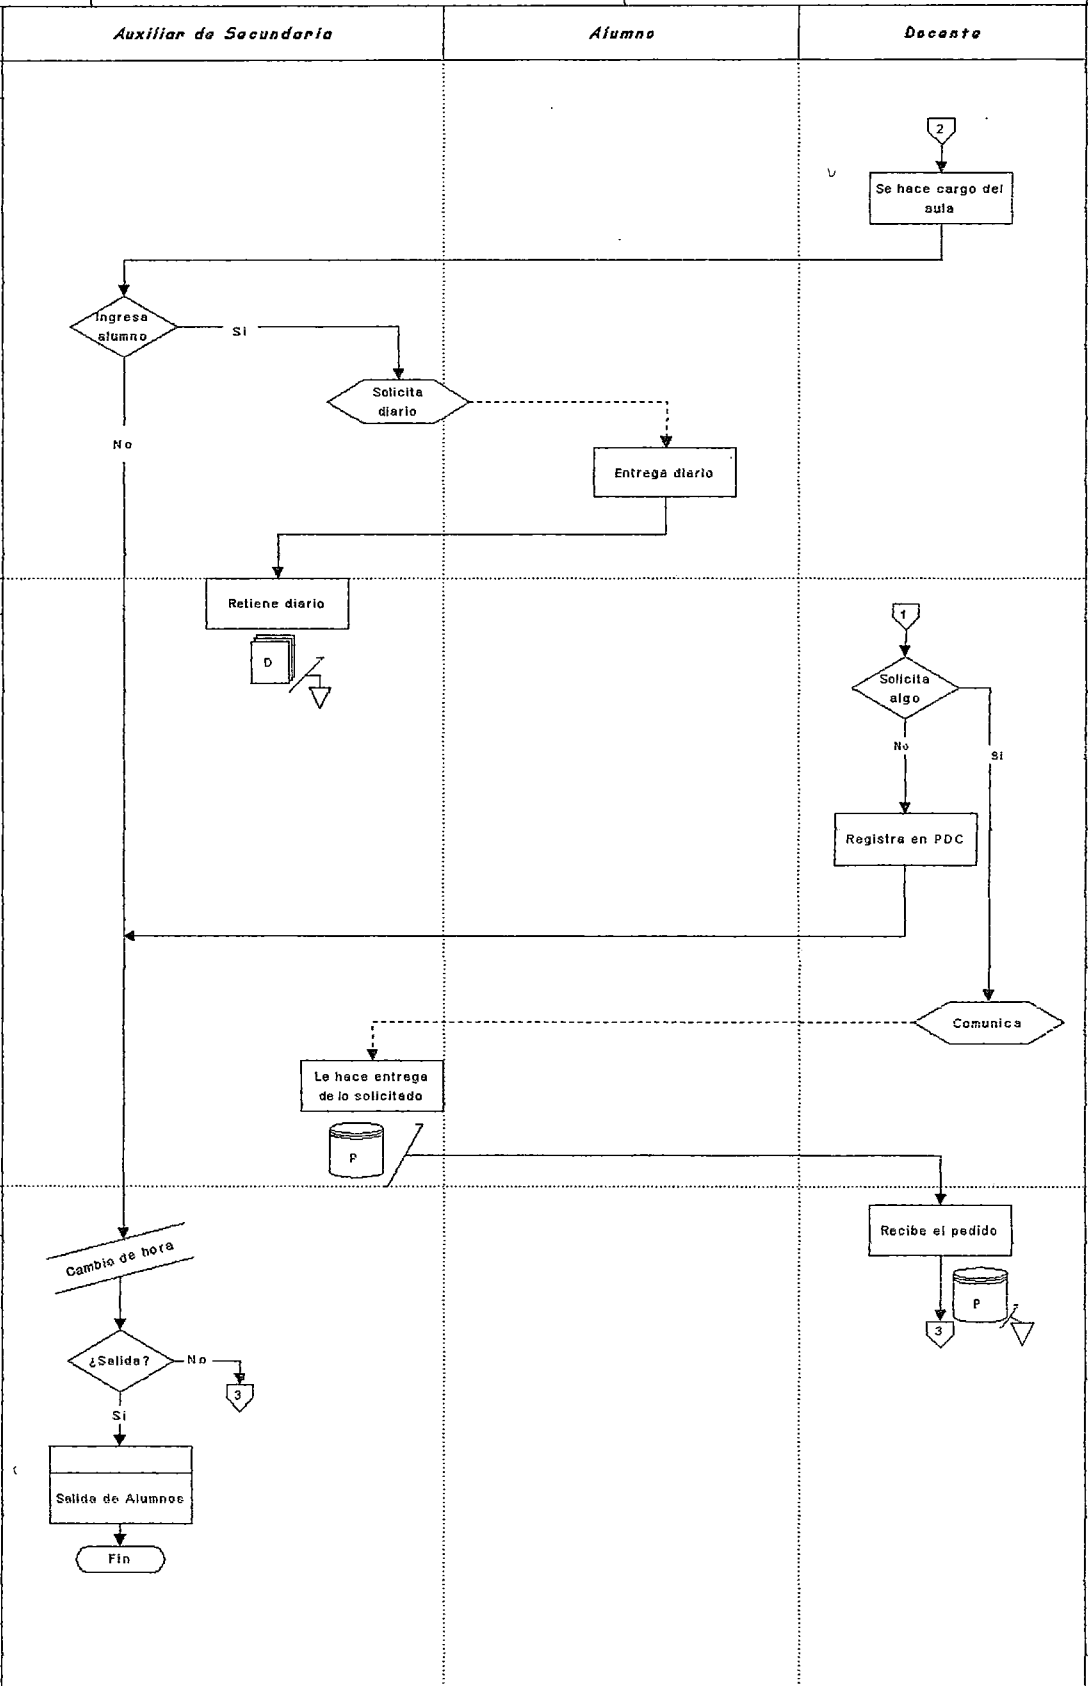 Auxiliar de Secundaria
Alumno
Docente
2
Se hace cargo del
aula
Ingresa
alumno
Si
Solicita
diario
No
Entrega diario
Retiene diario
D
1
Solicita
algo
No
Si
Registra en PDC
Comunica
Le hace entrega
de lo solicitado
P
Recibe el pedido
Cambio de hora
P
3
¿Salida?
No
3
Si
Salida de Alumnos
Fin